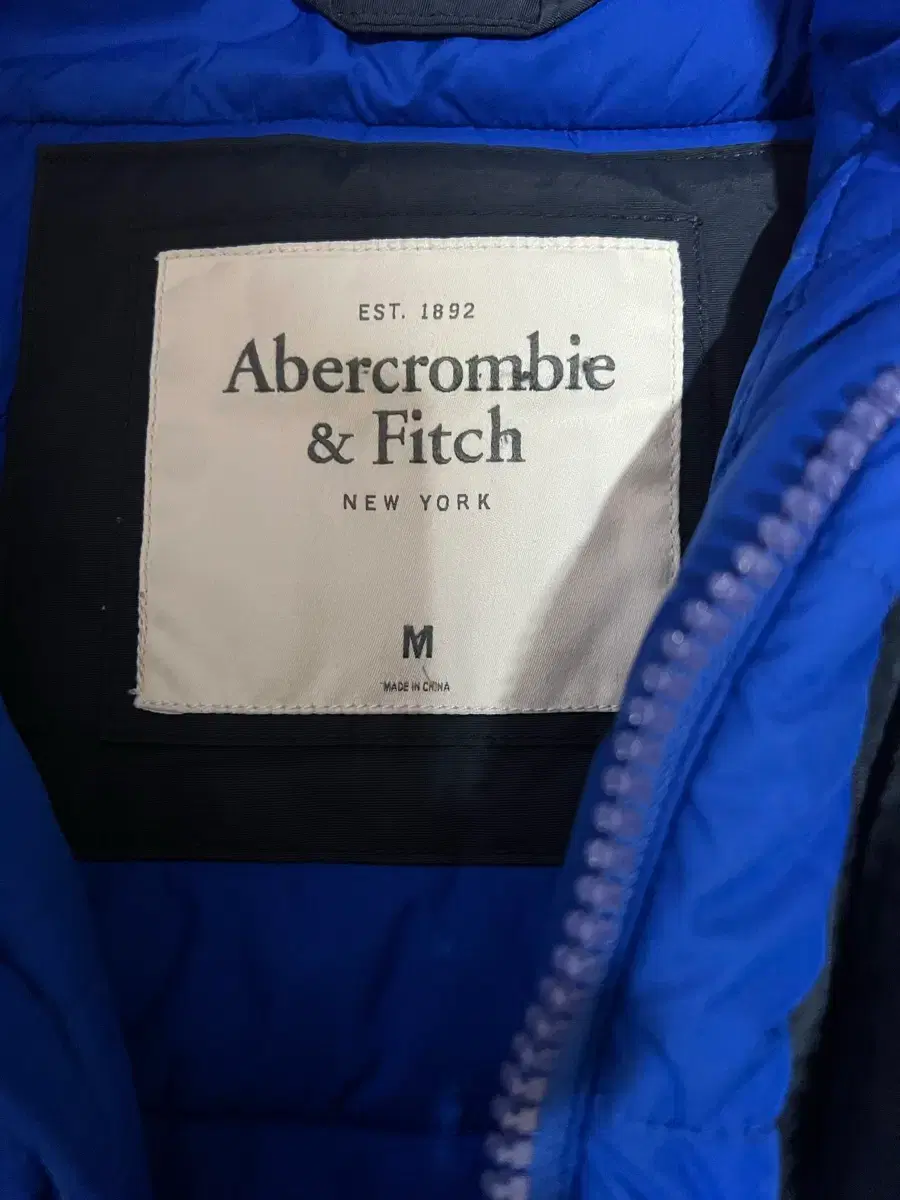 EST. 1892
Abercrombie
& Fitch
NEW YORK
M
MADE IN CHINA